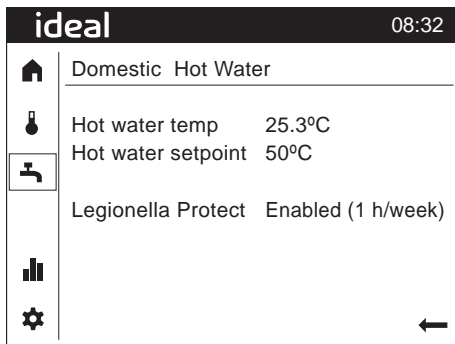 ideal 08:32
Domestic Hot Water
Hot water temp 25.3ºC
Hot water setpoint 50ºC
Legionella Protect Enabled (1 h/week)